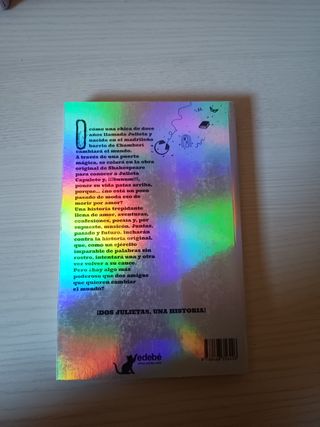 O cómo una chica de doce
años llamada Julieta y
nacida en el madrileño
barrio de Chamberí
cambiará el mundo.
A través de una puerta
mágica, se colará en la obra
original de Shakespeare
para conocer a Julieta
Capuleto y,
poner su vida patas arriba,
porque... ¿no está un poco
pasado de moda eso de
morir por amor?
Una historia trepidante
llena de amor, aventuras,
confesiones, poesía y, por
supuesto, música. Juntas,
pasado y futuro, lucharán
contra la historia original,
que, como un ejército
imparable de palabras sin
rostro, intentará una y otra
vez volver a su cauce.
Pero ¿hay algo más
poderoso que dos amigas
que quieren cambiar
el mundo?
¡DOS JULIETAS, UNA HISTORIA!
edebé